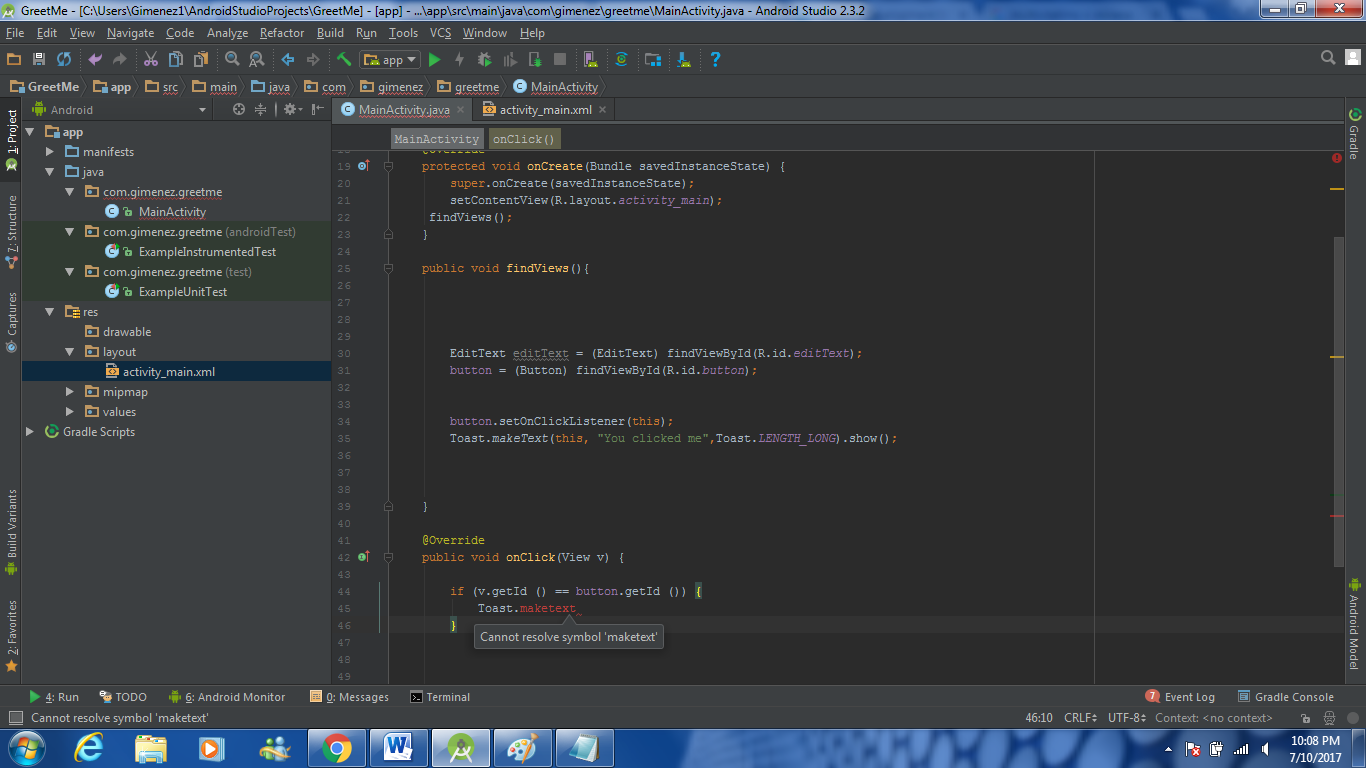 GreetMe - [C:\Users\Gimenez1\AndroidStudioProjects\GreetMe] - [app] - ...\app\src\main\java\com\gimenez\greetme\MainActivity.java - Android Studio 2.3.2
File Edit View Navigate Code Analyze Refactor Build Run Tools VCS Window Help
app
GreetMe app src main java com gimenez greetme MainActivity
Android
MainActivity.java activity_main.xml
MainActivity onClick()
1: Project
7: Structure
Captures
Build Variants
2: Favorites
app
manifests
java
com.gimenez.greetme
MainActivity
com.gimenez.greetme (androidTest)
ExampleInstrumentedTest
com.gimenez.greetme (test)
ExampleUnitTest
res
drawable
layout
activity_main.xml
mipmap
values
Gradle Scripts
18 @Override
19 protected void onCreate(Bundle savedInstanceState) {
20 super.onCreate(savedInstanceState);
21 setContentView(R.layout.activity_main);
22 findViews();
23 }
24
25 public void findViews(){
26
27
28
29
30 EditText editText = (EditText) findViewById(R.id.editText);
31 button = (Button) findViewById(R.id.button);
32
33
34 button.setOnClickListener(this);
35 Toast.makeText(this, "You clicked me",Toast.LENGTH_LONG).show();
36
37
38
39 }
40
41 @Override
42 public void onClick(View v) {
43
44 if (v.getId () == button.getId ()) {
45 Toast.maketext
46 }
Cannot resolve symbol 'maketext'
47
48
49
Gradle
Android Model
4: Run TODO 6: Android Monitor 0: Messages Terminal 7 Event Log Gradle Console
Cannot resolve symbol 'maketext' 46:10 CRLF UTF-8 Context: <no context>
10:08 PM
7/10/2017